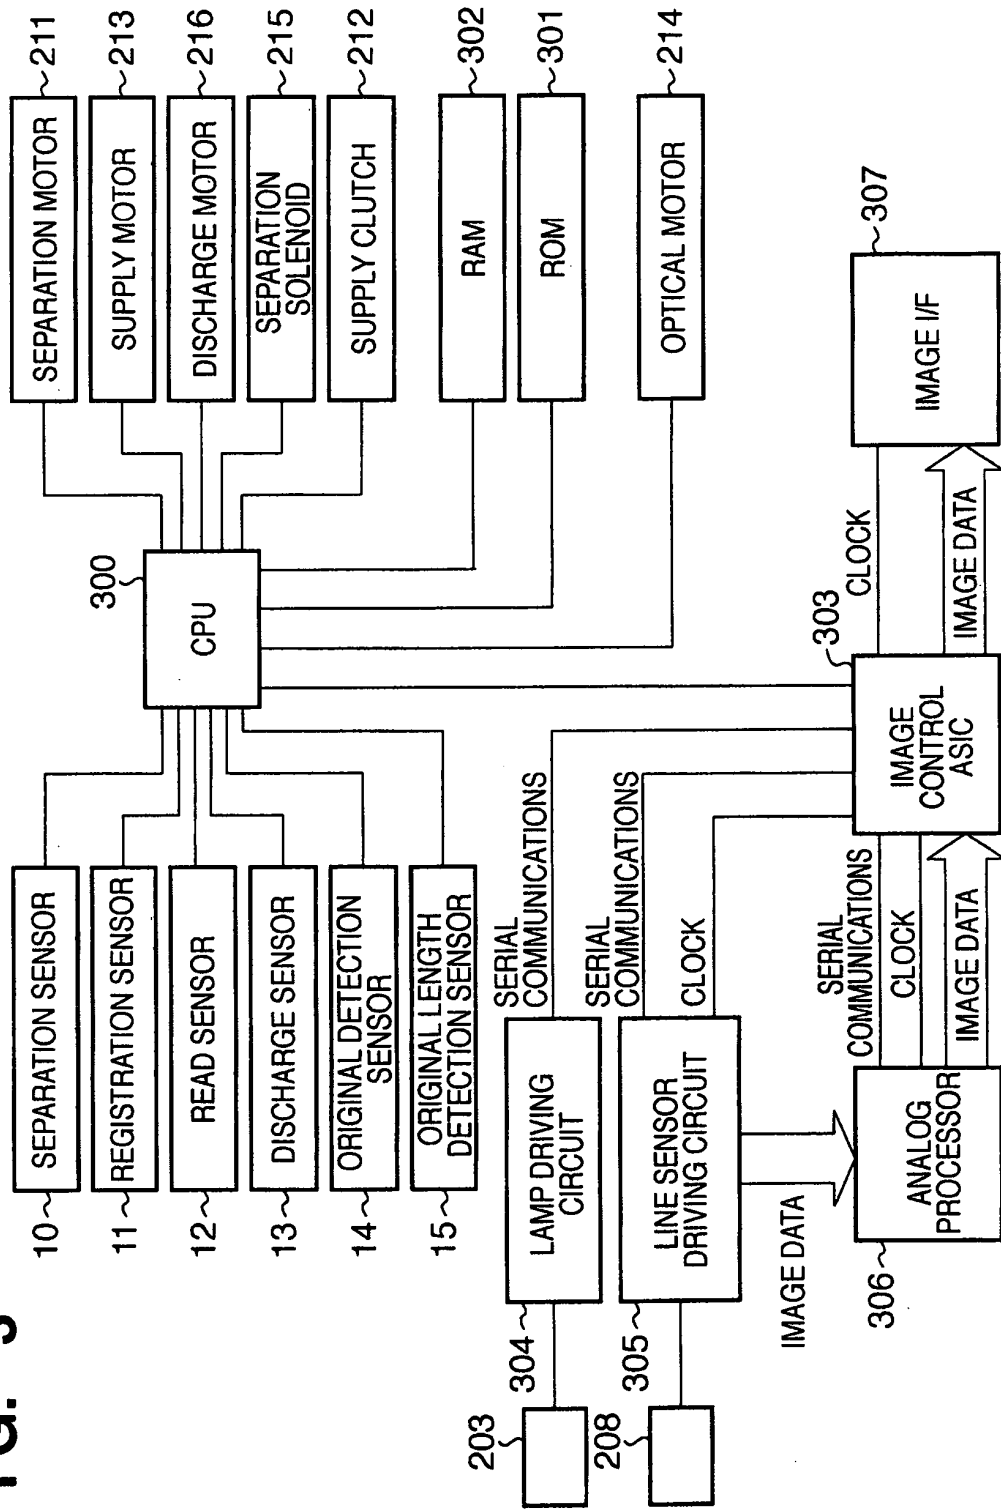 FIG.
10
SEPARATION SENSOR
11
REGISTRATION SENSOR
12
READ SENSOR
13
DISCHARGE SENSOR
14
ORIGINAL DETECTION
SENSOR
15
ORIGINAL LENGTH
DETECTION SENSOR
300
CPU
SEPARATION MOTOR
211
SUPPLY MOTOR
213
DISCHARGE MOTOR
216
SEPARATION
SOLENOID
215
SUPPLY CLUTCH
212
RAM
302
ROM
301
OPTICAL MOTOR
214
203
304
LAMP DRIVING
CIRCUIT
SERIAL
COMMUNICATIONS
208
305
LINE SENSOR
DRIVING CIRCUIT
SERIAL
COMMUNICATIONS
CLOCK
IMAGE DATA
306
ANALOG
PROCESSOR
SERIAL
COMMUNICATIONS
CLOCK
IMAGE DATA
303
IMAGE
CONTROL
ASIC
CLOCK
IMAGE DATA
IMAGE I/F
307